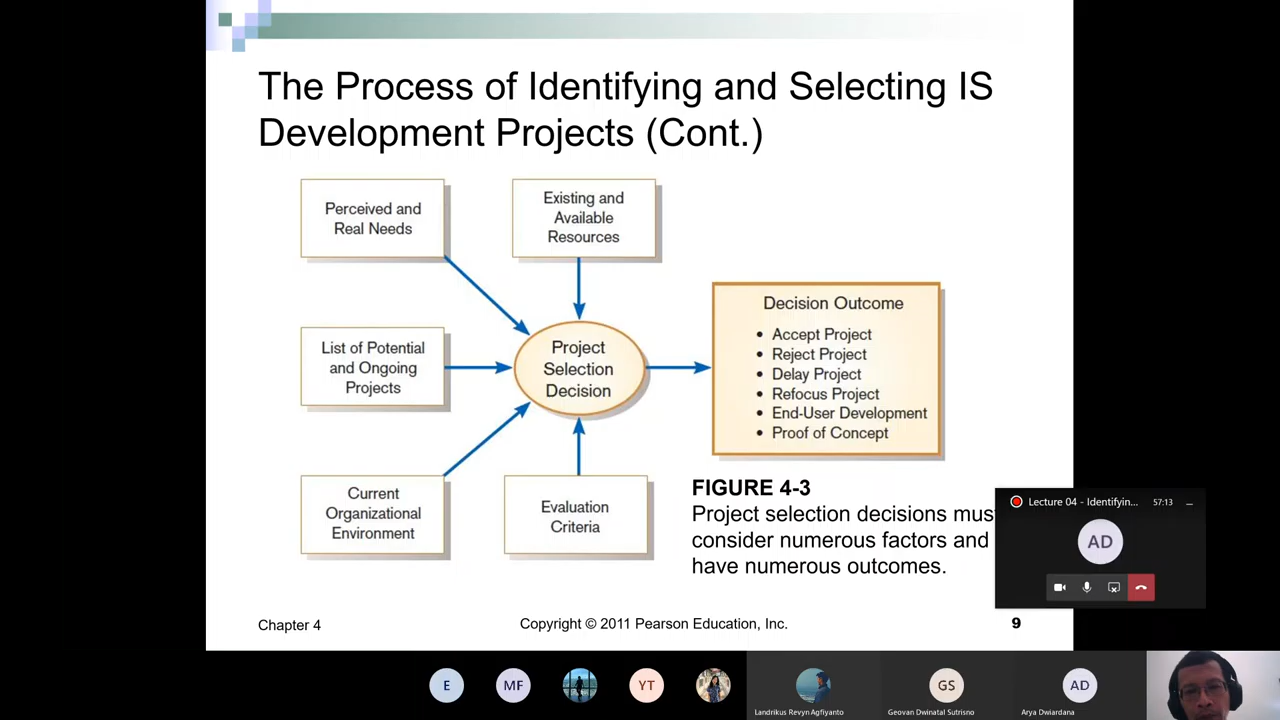 The Process of Identifying and Selecting IS
Development Projects (Cont.)
Perceived and
Real Needs
Existing and
Available
Resources
List of Potential
and Ongoing
Projects
Project
Selection
Decision
Decision Outcome
• Accept Project
• Reject Project
• Delay Project
• Refocus Project
• End-User Development
• Proof of Concept
Current
Organizational
Environment
Evaluation
Criteria
FIGURE 4-3
Project selection decisions mus
consider numerous factors and
have numerous outcomes.
Lecture 04 - Identifyin...
57:13
AD
Chapter 4
Copyright © 2011 Pearson Education, Inc.
9
E
MF
YT
GS
AD
Landrikus Revyn Agfiyanto
Geovan Dwinatal Sutrisno
Arya Dwiardana